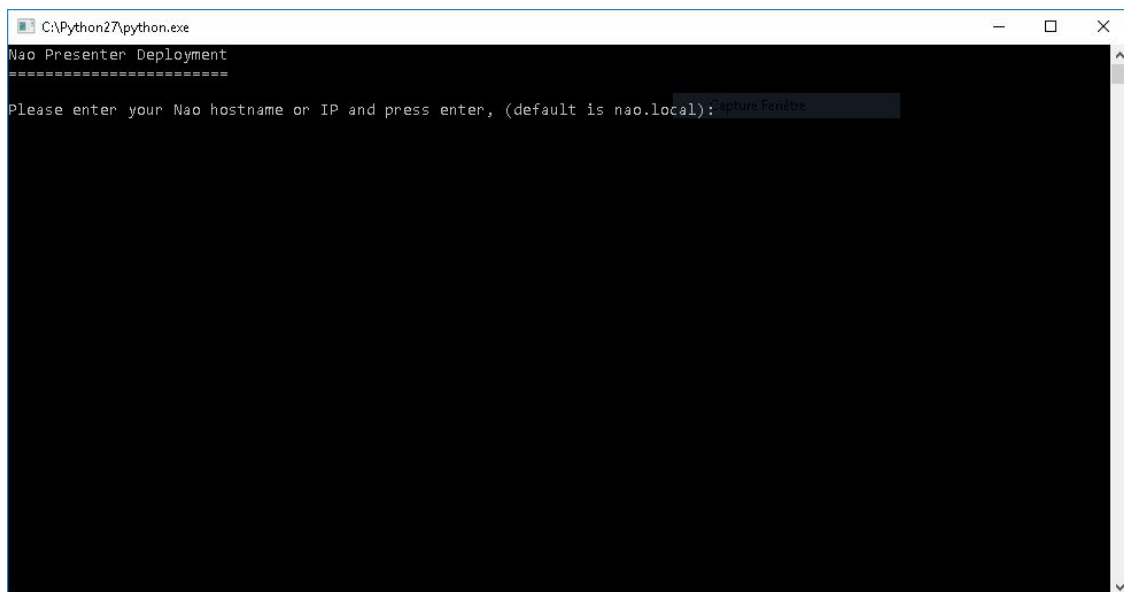 C:\Python27\python.exe
Nao Presenter Deployment
========================
Please enter your Nao hostname or IP and press enter, (default is nao.local):
Capture Fenêtre